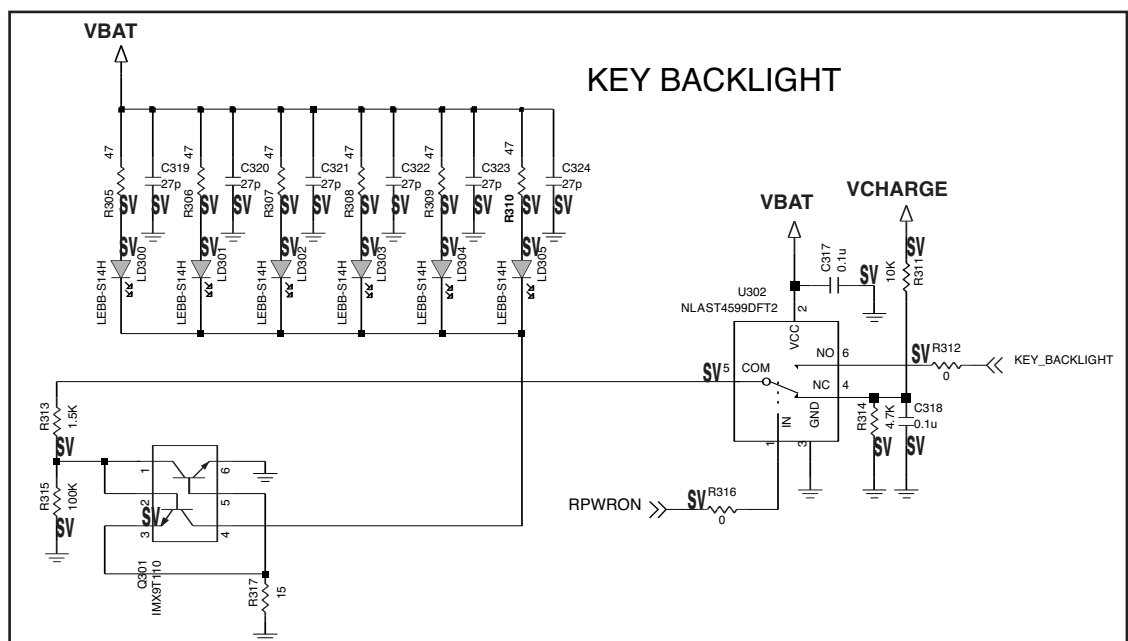 VBAT
KEY BACKLIGHT
47
47
47
47
47
47
C319
27p
C320
27p
C321
27p
C322
27p
C323
27p
C324
27p
R305
SV
SV
R306
SV
SV
R307
SV
SV
R308
SV
SV
R309
SV
SV
R310
SV
SV
SV
SV
SV
SV
SV
SV
LEBB-S14H
LD300
LEBB-S14H
LD301
LEBB-S14H
LD302
LEBB-S14H
LD303
LEBB-S14H
LD304
LEBB-S14H
LD305
VBAT
VCHARGE
C317
0.1u
SV
10K
SV
R311
U302
NLAST4599DFT2
2
VCC
NO
6
SV
R312
0
KEY_BACKLIGHT
SV
5
COM
NC
4
IN
GND
1
3
R314
4.7K
SV
C318
0.1u
SV
RPWRON
SV
R316
0
R313
1.5K
SV
R315
100K
SV
1
6
2
5
SV
3
4
Q301
IMX9T110
R317
15